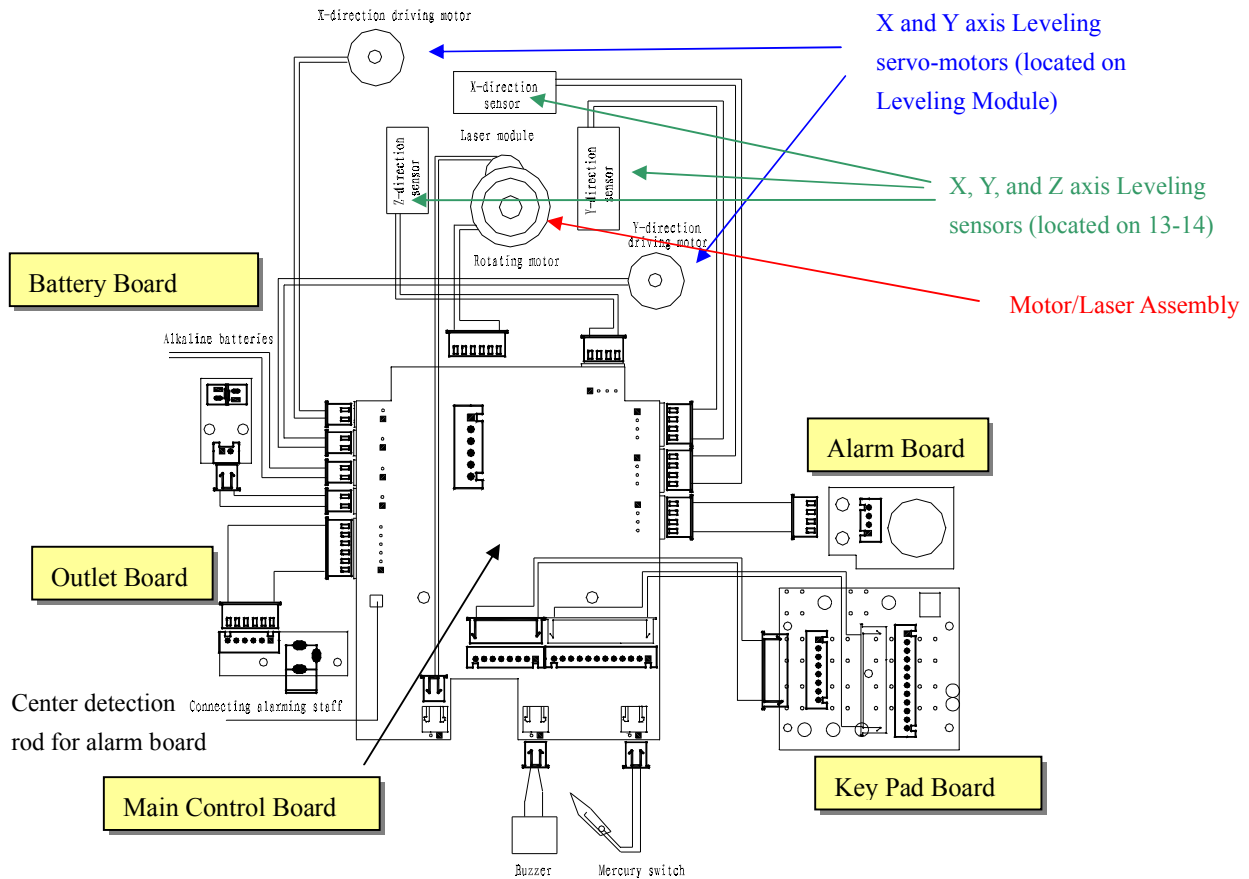 X-direction driving motor
X and Y axis Leveling
servo-motors (located on
Leveling Module)
X-direction
sensor
Laser module
Z-direction
sensor
Y-direction
sensor
X, Y, and Z axis Leveling
sensors (located on 13-14)
Y-direction
driving motor
Rotating motor
Battery Board
Motor/Laser Assembly
Alkaline batteries
Alarm Board
Outlet Board
Center detection
rod for alarm board
Connecting alarming staff
Main Control Board
Key Pad Board
Buzzer
Mercury switch